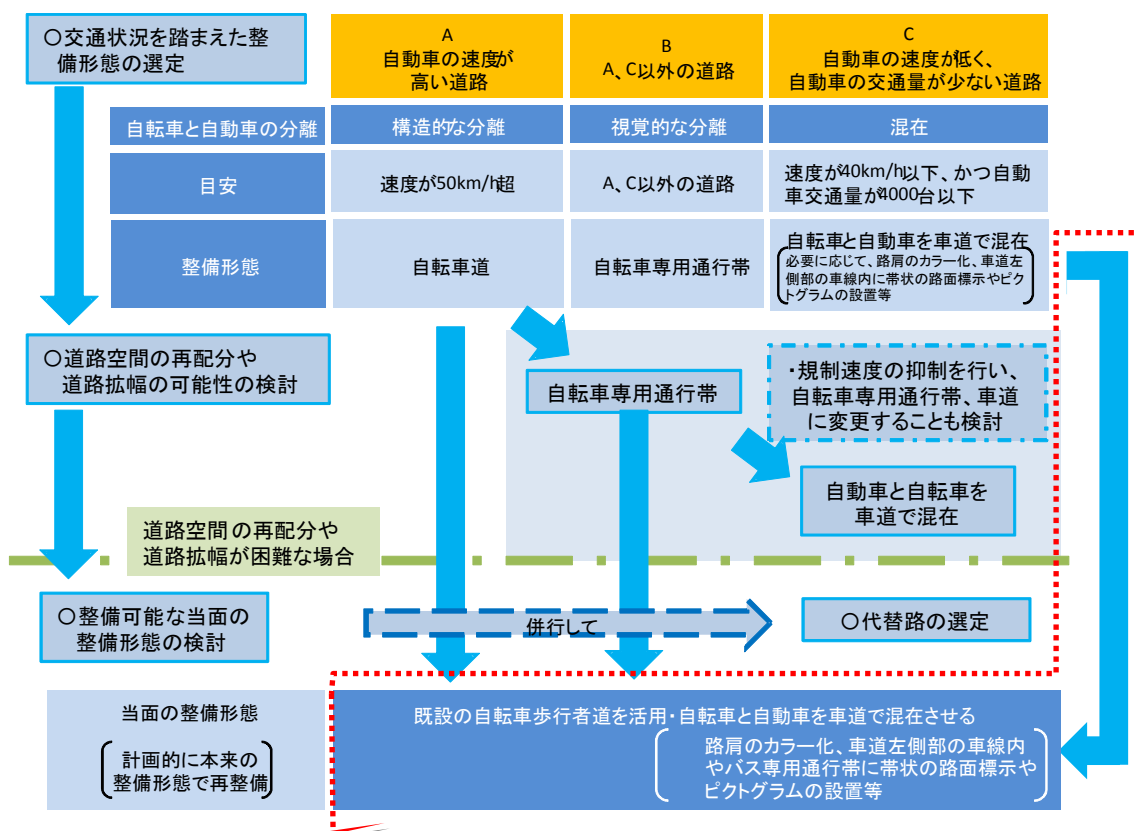 〇交通状況を踏まえた整
備形態の選定
A
自動車の速度が
高い道路
B
A、C以外の道路
C
自動車の速度が低く、
自動車の交通量が少ない道路
自転車と自動車の分離
構造的な分離
視覚的な分離
混在
目安
速度が50km/h超
A、C以外の道路
速度が40km/h以下、かつ自動
車交通量が4000台以下
整備形態
自転車道
自転車専用通行帯
自転車と自動車を車道で混在
必要に応じて、路肩のカラー化、車道左
側部の車線内に帯状の路面標示やピク
トグラムの設置等
〇道路空間の再配分や
道路拡幅の可能性の検討
自転車専用通行帯
・規制速度の抑制を行い、
自転車専用通行帯、車道
に変更することも検討
自動車と自転車を
車道で混在
道路空間の再配分や
道路拡幅が困難な場合
〇整備可能な当面の
整備形態の検討
併行して
〇代替路の選定
当面の整備形態
計画的に本来の
整備形態で再整備
既設の自転車歩行者道を活用・自転車と自動車を車道で混在させる
路肩のカラー化、車道左側部の車線内
やバス専用通行帯に帯状の路面標示や
ピクトグラムの設置等